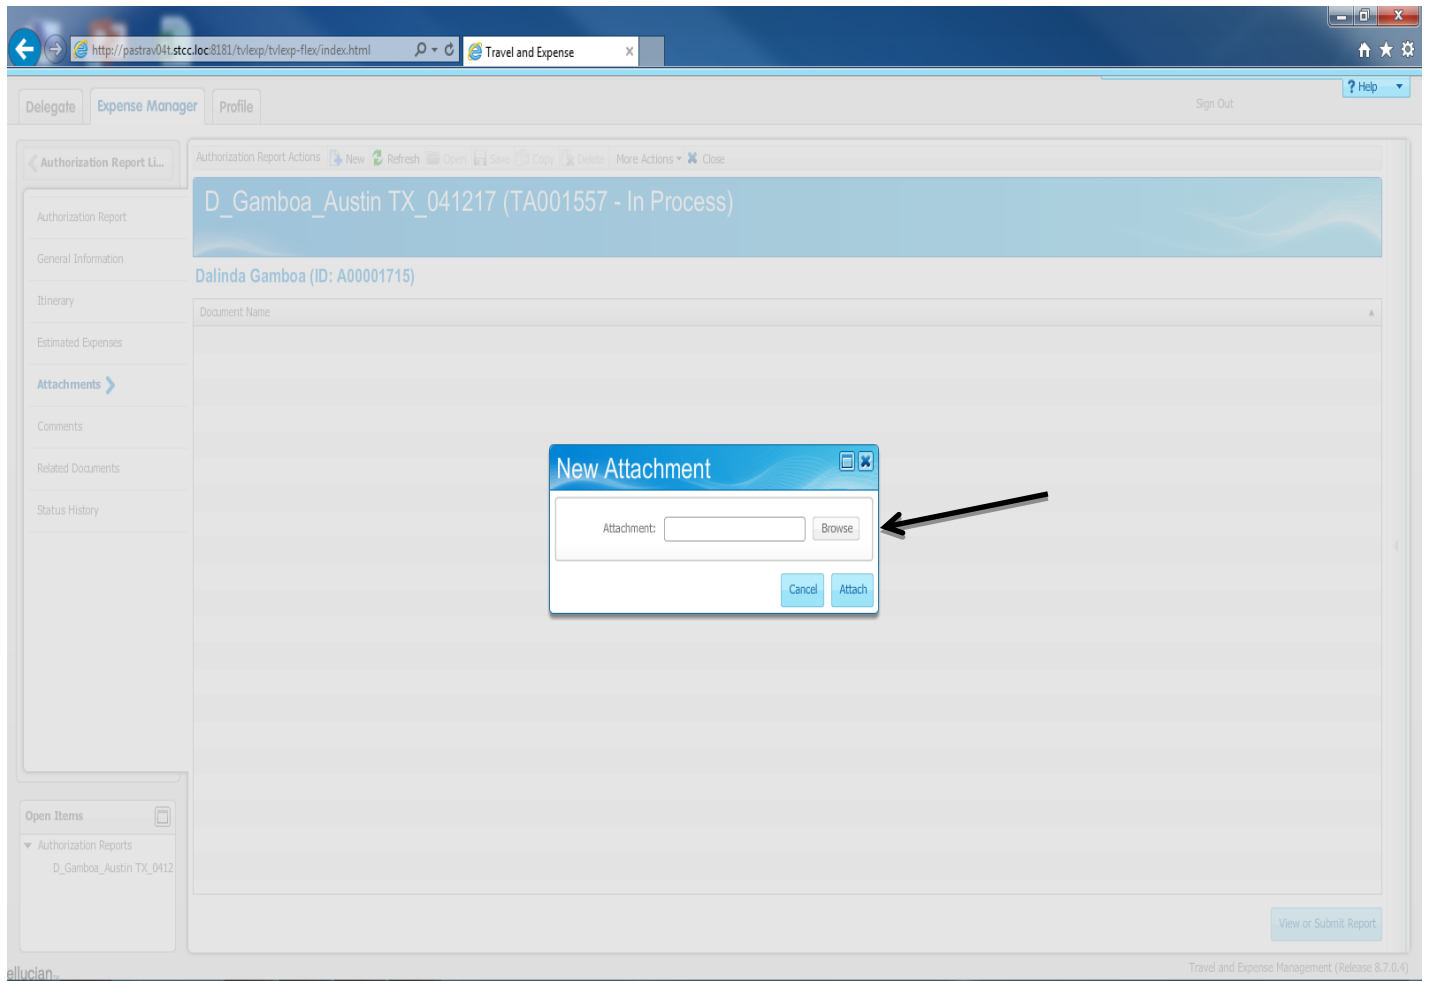 http://pastrav04t.stcc.loc:8181/tvlexp/tvlexp-flex/index.html
Travel and Expense
? Help
Delegate
Expense Manager
Profile
Sign Out
Authorization Report Li...
Authorization Report Actions New Refresh Open Save Copy Delete More Actions Close
D_Gamboa_Austin TX_041217 (TA001557 - In Process)
Dalinda Gamboa (ID: A00001715)
Document Name
Authorization Report
General Information
Itinerary
Estimated Expenses
Attachments
Comments
Related Documents
Status History
New Attachment
Attachment:
Browse
Cancel
Attach
Open Items
Authorization Reports
D_Gamboa_Austin TX_0412
View or Submit Report
ellucian™
Travel and Expense Management (Release 8.7.0.4)